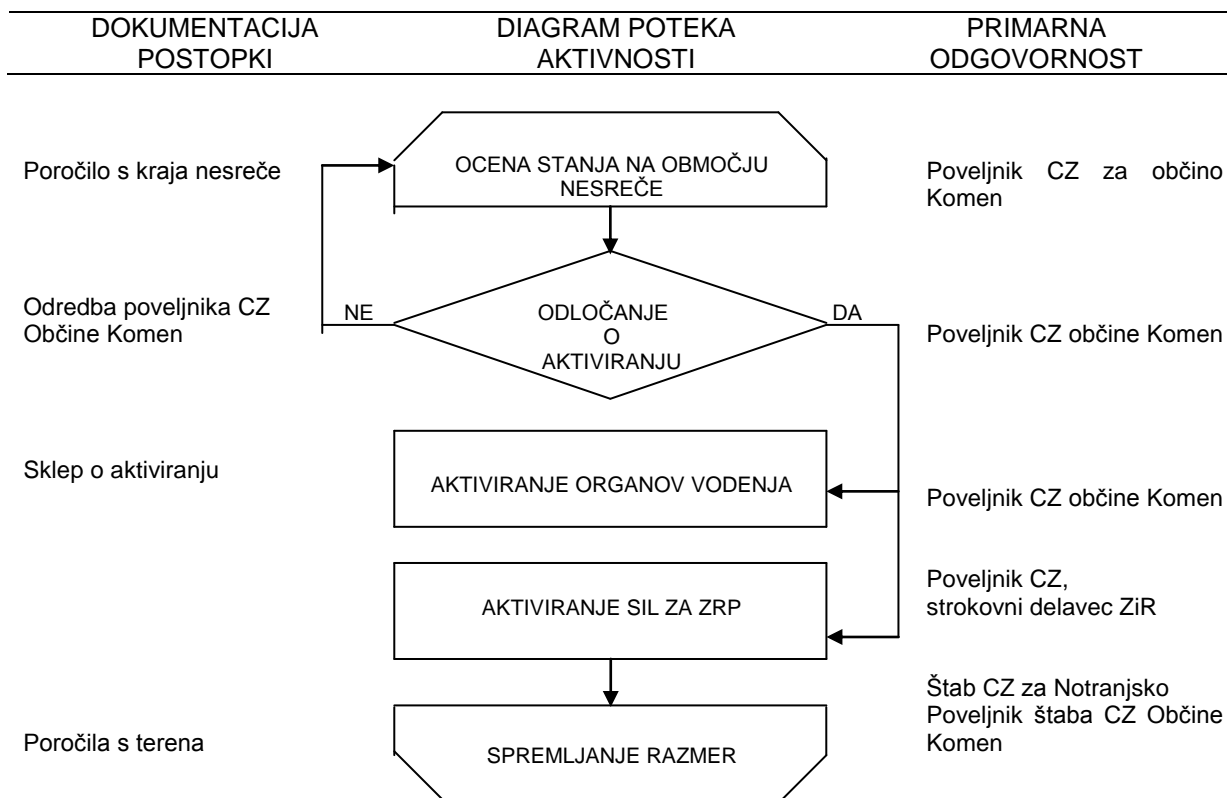 DOKUMENTACIJA
POSTOPKI
DIAGRAM POTEKA
AKTIVNOSTI
PRIMARNA
ODGOVORNOST
Poročilo s kraja nesreče
OCENA STANJA NA OBMOČJU
NESREČE
Poveljnik CZ za občino
Komen
Odredba poveljnika CZ
Občine Komen
NE
ODLOČANJE
O
AKTIVIRANJU
DA
Poveljnik CZ občine Komen
Sklep o aktiviranju
AKTIVIRANJE ORGANOV VODENJA
Poveljnik CZ občine Komen
AKTIVIRANJE SIL ZA ZRP
Poveljnik CZ,
strokovni delavec ZiR
Poročila s terena
SPREMLJANJE RAZMER
Štab CZ za Notranjsko
Poveljnik štaba CZ Občine
Komen